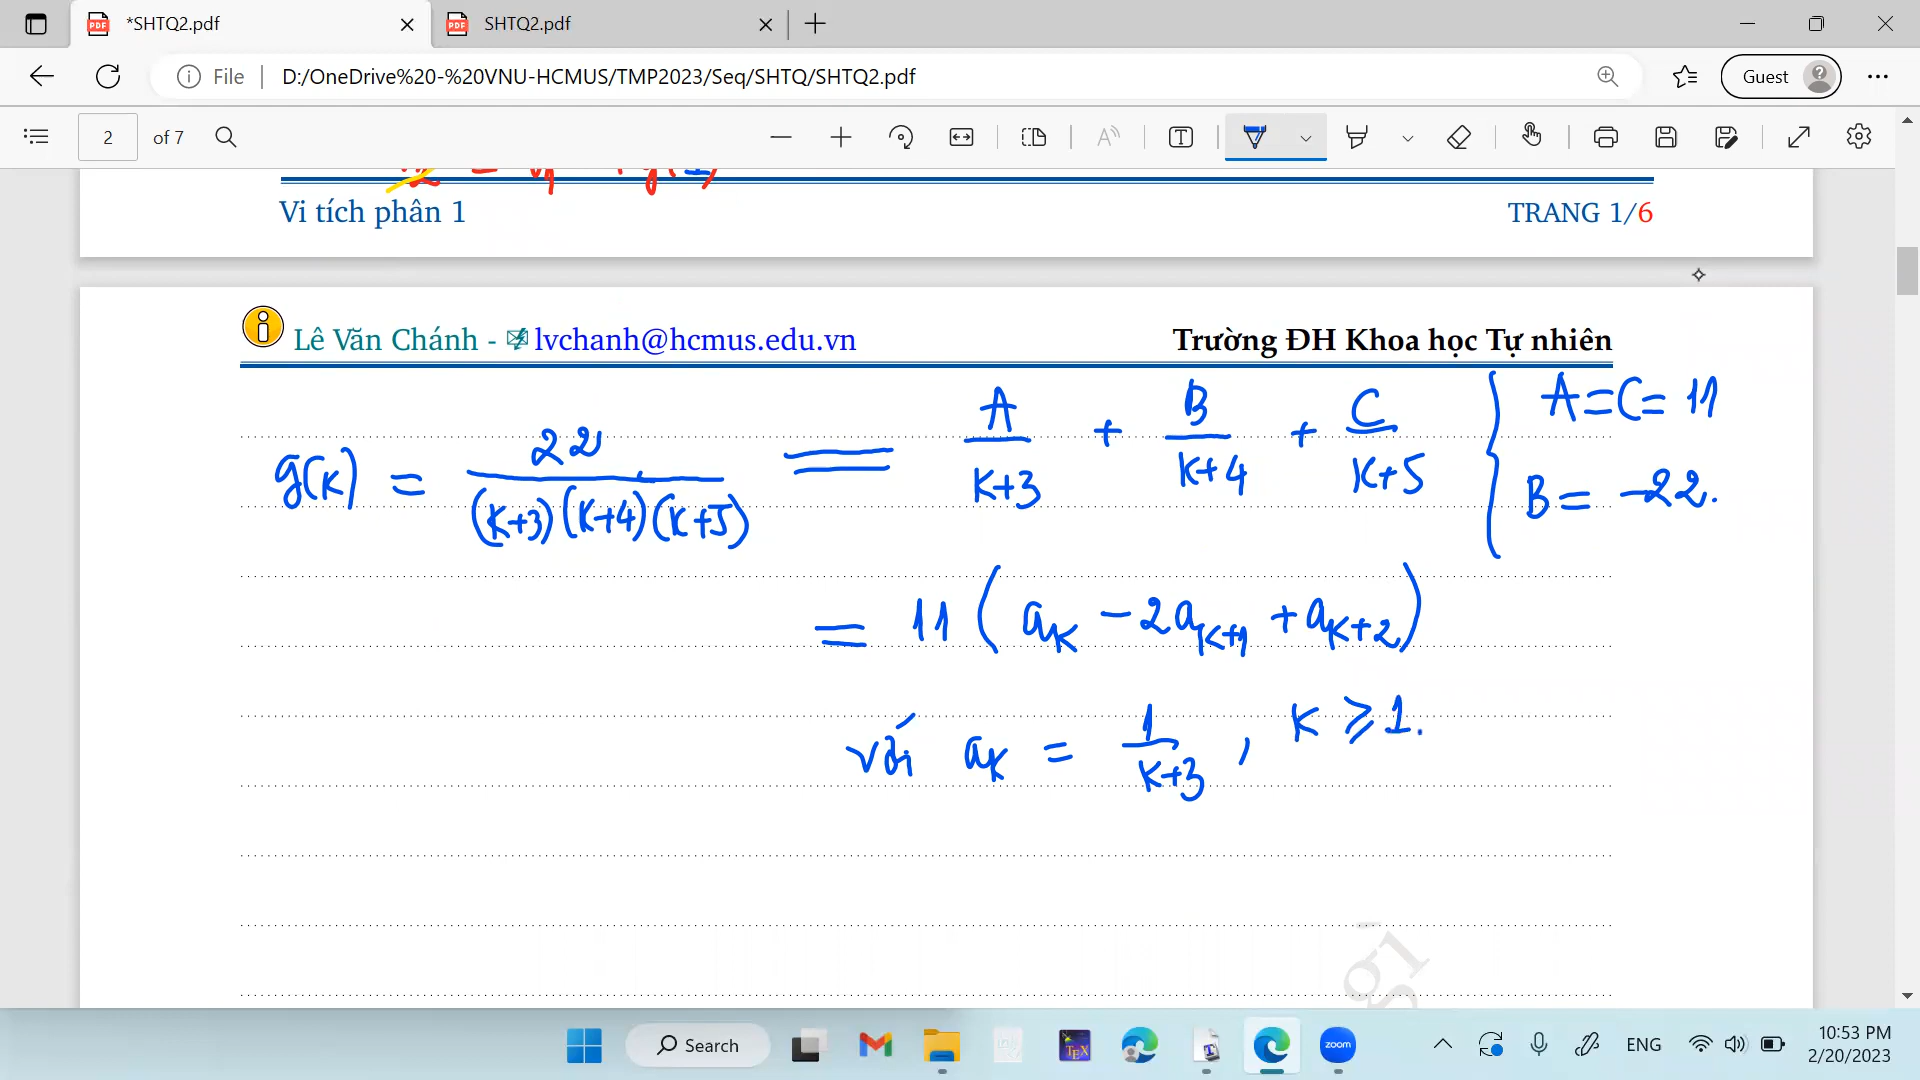 *SHTQ2.pdf
SHTQ2.pdf
File
D:/OneDrive%20-%20VNU-HCMUS/TMP2023/Seq/SHTQ/SHTQ2.pdf
Guest
2
of 7
Vi tích phân 1
TRANG 1/6
Lê Văn Chánh - lvchanh@hcmus.edu.vn
Trường ĐH Khoa học Tự nhiên
g(k) = 22 / (k+3)(k+4)(k+5) = A/k+3 + B/k+4 + C/k+5
{ A = C = 11
B = -22.
= 11 ( a_k - 2a_{k+1} + a_{k+2} )
với a_k = 1/k+3 , k ⩾ 1.
gi
Search
zoom
ENG
10:53 PM
2/20/2023